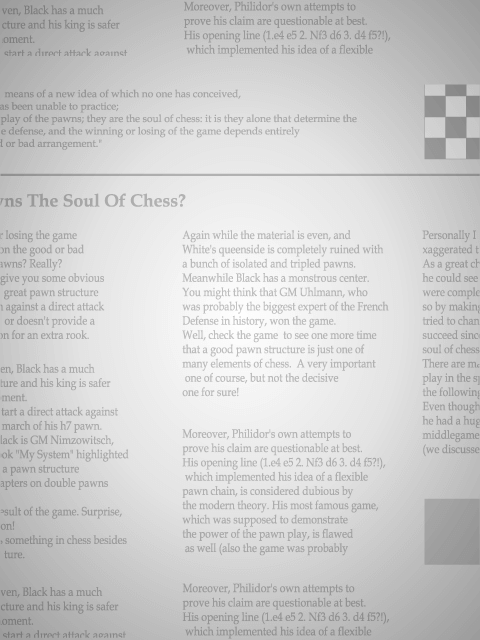 ven, Black has a much
cture and his king is safer
oment.
start a direct attack against
Moreover, Philidor's own attempts to
prove his claim are questionable at best.
His opening line (1.e4 e5 2. Nf3 d6 3. d4 f5?!),
which implemented his idea of a flexible
means of a new idea of which no one has conceived,
as been unable to practice;
play of the pawns; they are the soul of chess: it is they alone that determine the
e defense, and the winning or losing of the game depends entirely
d or bad arrangement."
wns The Soul Of Chess?
r losing the game
on the good or bad
awns? Really?
give you some obvious
great pawn structure
n against a direct attack
or doesn't provide a
on for an extra rook.
en, Black has a much
ture and his king is safer
ment.
tart a direct attack against
march of his h7 pawn.
lack is GM Nimzowitsch,
ok "My System" highlighted
a pawn structure
apters on double pawns
esult of the game. Surprise,
on!
s something in chess besides
ture.
ven, Black has a much
cture and his king is safer
oment.
start a direct attack against
Again while the material is even, and
White's queenside is completely ruined with
a bunch of isolated and tripled pawns.
Meanwhile Black has a monstrous center.
You might think that GM Uhlmann, who
was probably the biggest expert of the French
Defense in history, won the game.
Well, check the game to see one more time
that a good pawn structure is just one of
many elements of chess. A very important
one of course, but not the decisive
one for sure!
Moreover, Philidor's own attempts to
prove his claim are questionable at best.
His opening line (1.e4 e5 2. Nf3 d6 3. d4 f5?!),
which implemented his idea of a flexible
pawn chain, is considered dubious by
the modern theory. His most famous game,
which was supposed to demonstrate
the power of the pawn play, is flawed
as well (also the game was probably
Moreover, Philidor's own attempts to
prove his claim are questionable at best.
His opening line (1.e4 e5 2. Nf3 d6 3. d4 f5?!),
which implemented his idea of a flexible
Personally I
xaggerated t
As a great ch
he could see
were comple
so by making
tried to chan
succeed sinc
soul of chess
There are ma
play in the sp
the following
Even though
he had a hug
middlegame
(we discusse